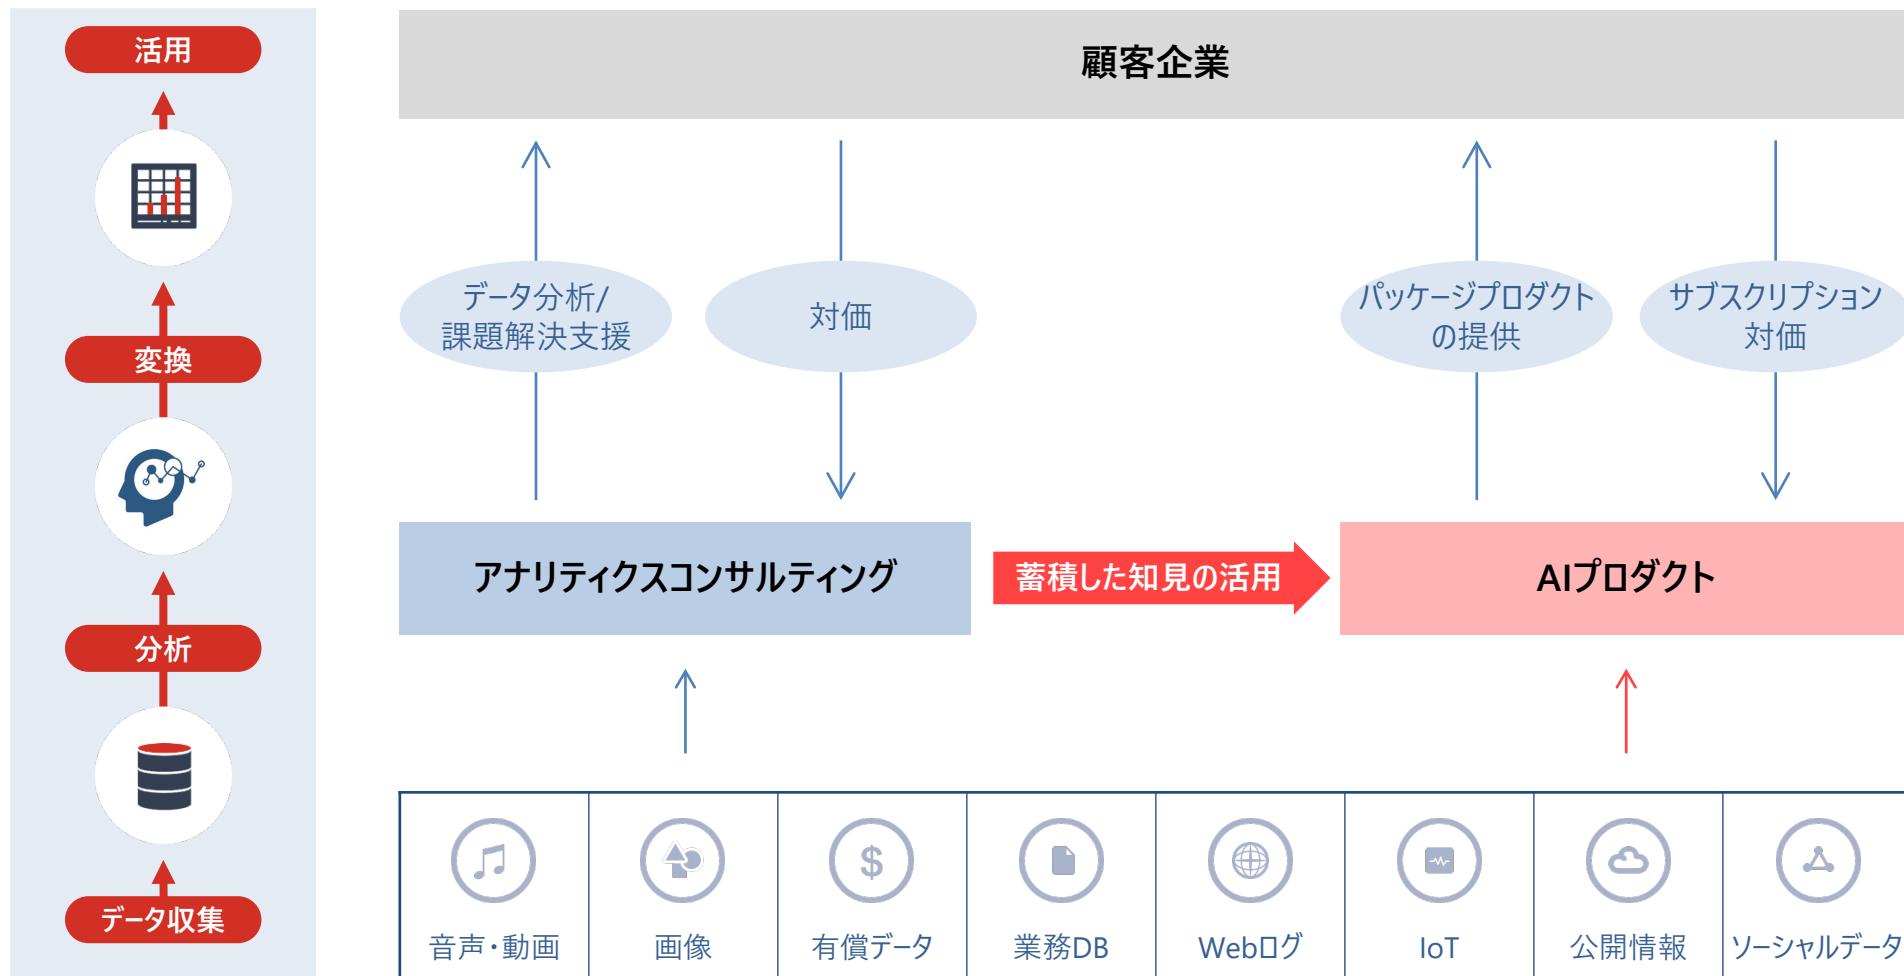 活用
変換
分析
データ収集
顧客企業
データ分析/
課題解決支援
対価
パッケージプロダクト
の提供
サブスクリプション
対価
アナリティクスコンサルティング
蓄積した知見の活用
AIプロダクト
音声・動画
画像
有償データ
業務DB
Webログ
IoT
公開情報
ソーシャルデータ